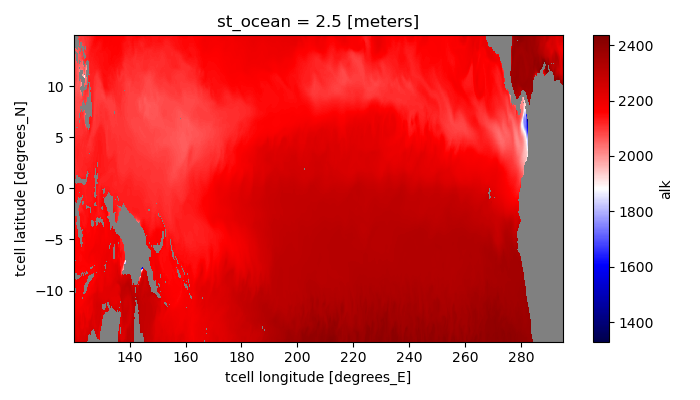 st_ocean = 2.5 [meters]
10
5
0
−5
−10
tcell latitude [degrees_N]
140 160 180 200 220 240 260 280
tcell longitude [degrees_E]
2400
2200
2000
1800
1600
1400
alk